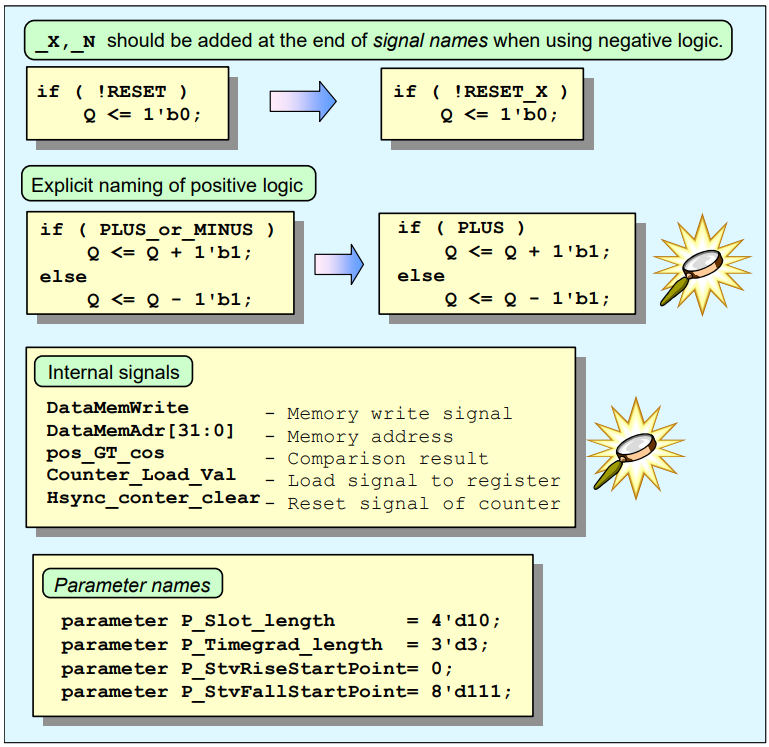 _X,_N should be added at the end of signal names when using negative logic.
if ( !RESET )
Q <= 1'b0;
if ( !RESET_X )
Q <= 1'b0;
Explicit naming of positive logic
if ( PLUS_or_MINUS )
Q <= Q + 1'b1;
else
Q <= Q - 1'b1;
if ( PLUS )
Q <= Q + 1'b1;
else
Q <= Q - 1'b1;
Internal signals
DataMemWrite - Memory write signal
DataMemAdr[31:0] - Memory address
pos_GT_cos - Comparison result
Counter_Load_Val - Load signal to register
Hsync_conter_clear - Reset signal of counter
Parameter names
parameter P_Slot_length = 4'd10;
parameter P_Timegrad_length = 3'd3;
parameter P_StvRiseStartPoint= 0;
parameter P_StvFallStartPoint= 8'd111;